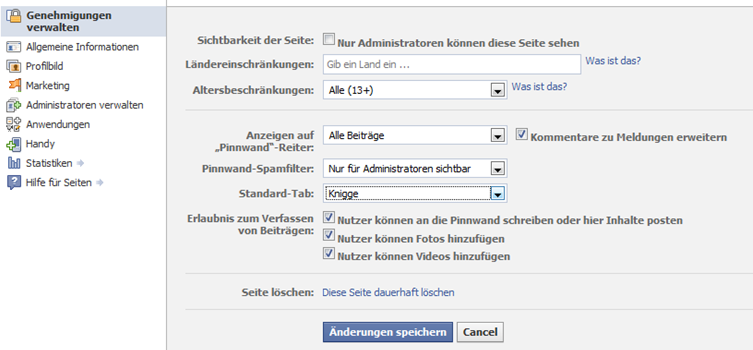 Genehmigungen
verwalten
Allgemeine Informationen
Profilbild
Marketing
Administratoren verwalten
Anwendungen
Handy
Statistiken
Hilfe für Seiten
Sichtbarkeit der Seite: Nur Administratoren können diese Seite sehen
Ländereinschränkungen: Gib ein Land ein ... Was ist das?
Altersbeschränkungen: Alle (13+) Was ist das?
Anzeigen auf
„Pinnwand“-Reiter: Alle Beiträge Kommentare zu Meldungen erweitern
Pinnwand-Spamfilter: Nur für Administratoren sichtbar
Standard-Tab: Knigge
Erlaubnis zum Verfassen
von Beiträgen: Nutzer können an die Pinnwand schreiben oder hier Inhalte posten
Nutzer können Fotos hinzufügen
Nutzer können Videos hinzufügen
Seite löschen: Diese Seite dauerhaft löschen
Änderungen speichern Cancel